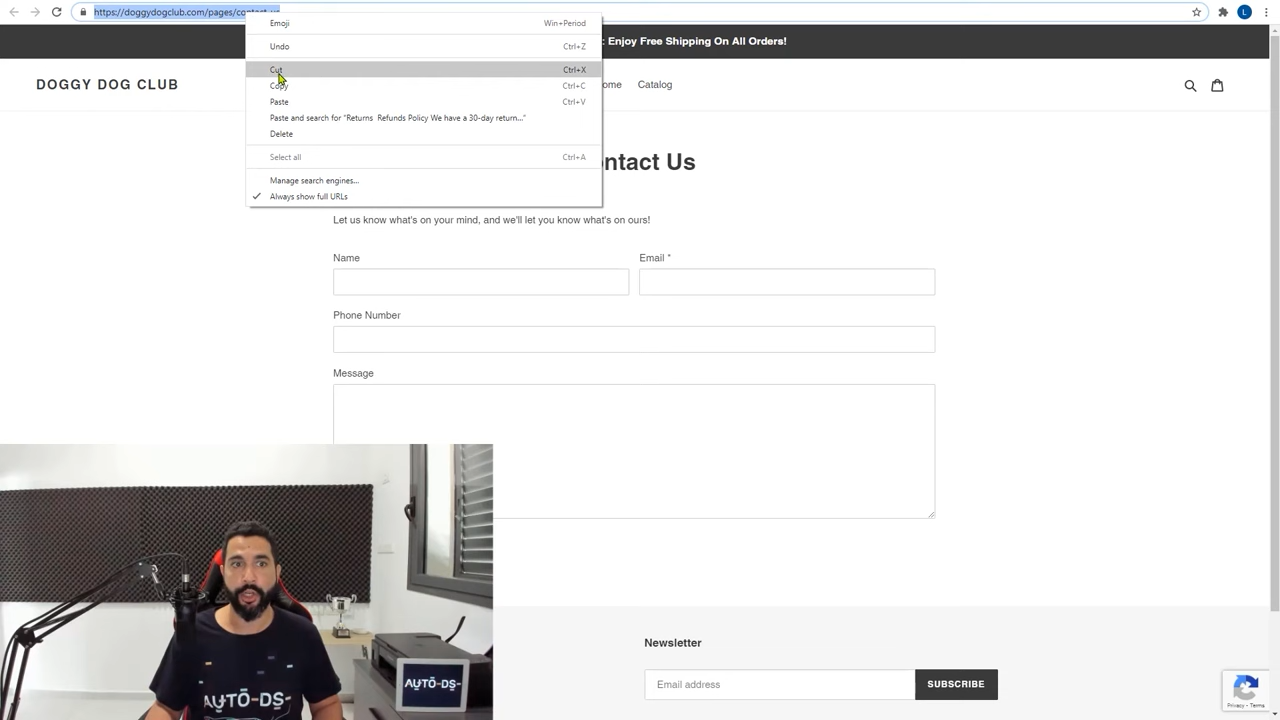 https://doggydogclub.com/pages/contact-us
Emoji Win+Period
Undo Ctrl+Z
Cut Ctrl+X
Copy Ctrl+C
Paste Ctrl+V
Paste and search for “Returns Refunds Policy We have a 30-day return...”
Delete
Select all Ctrl+A
Manage search engines...
Always show full URLs
: Enjoy Free Shipping On All Orders!
DOGGY DOG CLUB
ome Catalog
ntact Us
Let us know what's on your mind, and we'll let you know what's on ours!
Name Email *
Phone Number
Message
Newsletter
Email address SUBSCRIBE
L
Privacy - Terms
AUTO-DS
AUTO-DS